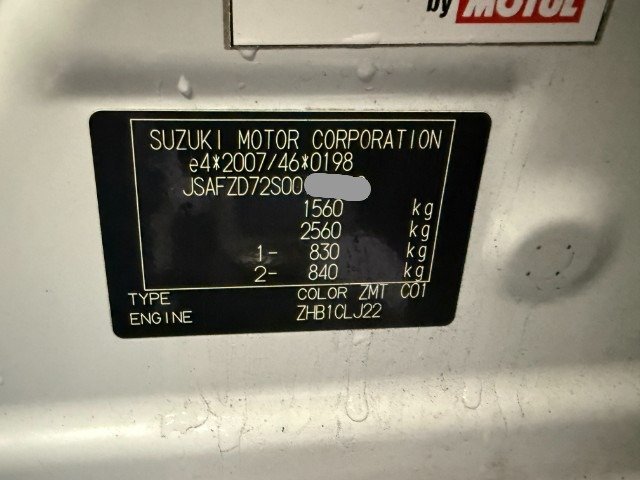 by MOTUL
SUZUKI MOTOR CORPORATION
e4*2007/46*0198
JSAFZD72S00
1560 kg
2560 kg
1- 830 kg
2- 840 kg
TYPE COLOR ZMT C01
ENGINE ZHB1CLJ22